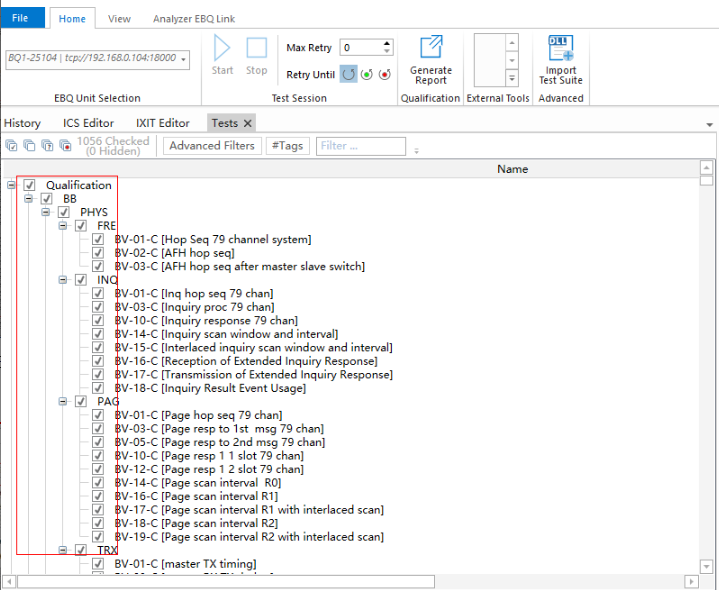 File Home View Analyzer EBQ Link
BQ1-25104 | tcp://192.168.0.104:18000
Start Stop Max Retry 0
Retry Until
Generate Report
Import Test Suite
EBQ Unit Selection Test Session Qualification External Tools Advanced
History ICS Editor IXIT Editor Tests
1056 Checked
(0 Hidden)
Advanced Filters #Tags Filter ...
Name
Qualification
BB
PHYS
FRE
BV-01-C [Hop Seq 79 channel system]
BV-02-C [AFH hop seq]
BV-03-C [AFH hop seq after master slave switch]
INQ
BV-01-C [Inq hop seq 79 chan]
BV-03-C [Inquiry proc 79 chan]
BV-10-C [Inquiry response 79 chan]
BV-14-C [Inquiry scan window and interval]
BV-15-C [Interlaced inquiry scan window and interval]
BV-16-C [Reception of Extended Inquiry Response]
BV-17-C [Transmission of Extended Inquiry Response]
BV-18-C [Inquiry Result Event Usage]
PAG
BV-01-C [Page hop seq 79 chan]
BV-03-C [Page resp to 1st msg 79 chan]
BV-05-C [Page resp to 2nd msg 79 chan]
BV-10-C [Page resp 1 1 slot 79 chan]
BV-12-C [Page resp 1 2 slot 79 chan]
BV-14-C [Page scan interval R0]
BV-16-C [Page scan interval R1]
BV-17-C [Page scan interval R1 with interlaced scan]
BV-18-C [Page scan interval R2]
BV-19-C [Page scan interval R2 with interlaced scan]
TRX
BV-01-C [master TX timing]